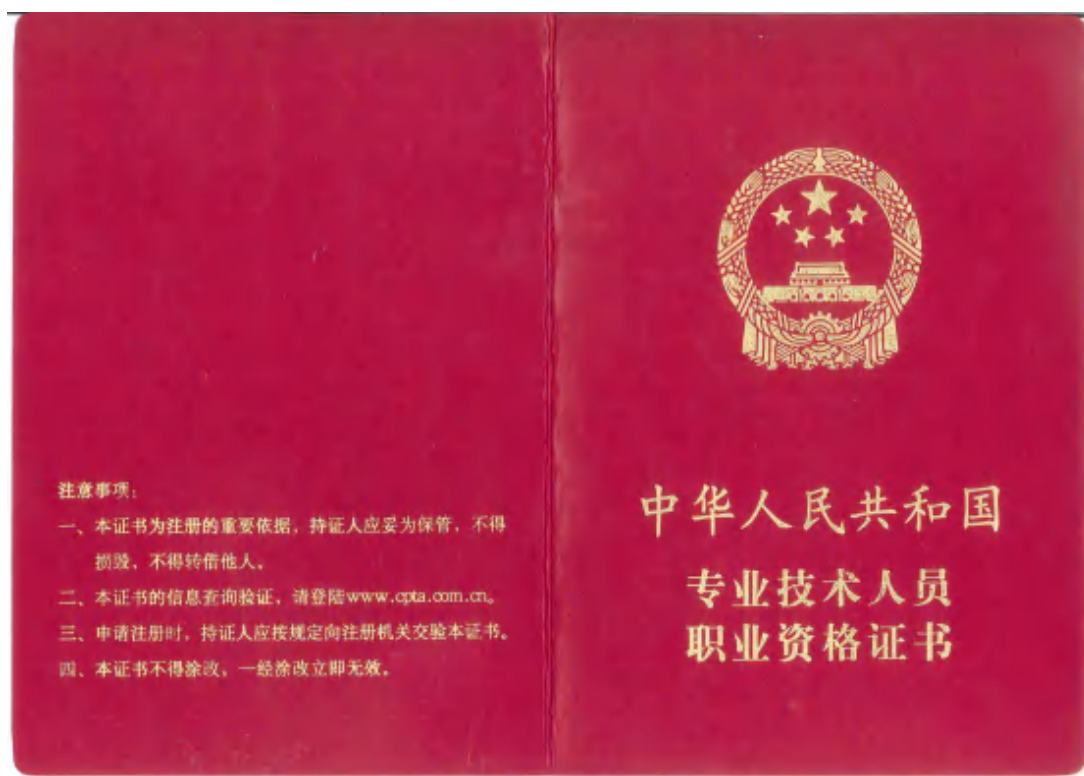 注意事项：
一、本证书为注册的重要依据，持证人应妥为保管，不得
损毁，不得转借他人。
二、本证书的信息查询验证，请登陆www.cpta.com.cn。
三、申请注册时，持证人应按规定向注册机关交验本证书。
四、本证书不得涂改，一经涂改立即无效。
中华人民共和国
专业技术人员
职业资格证书